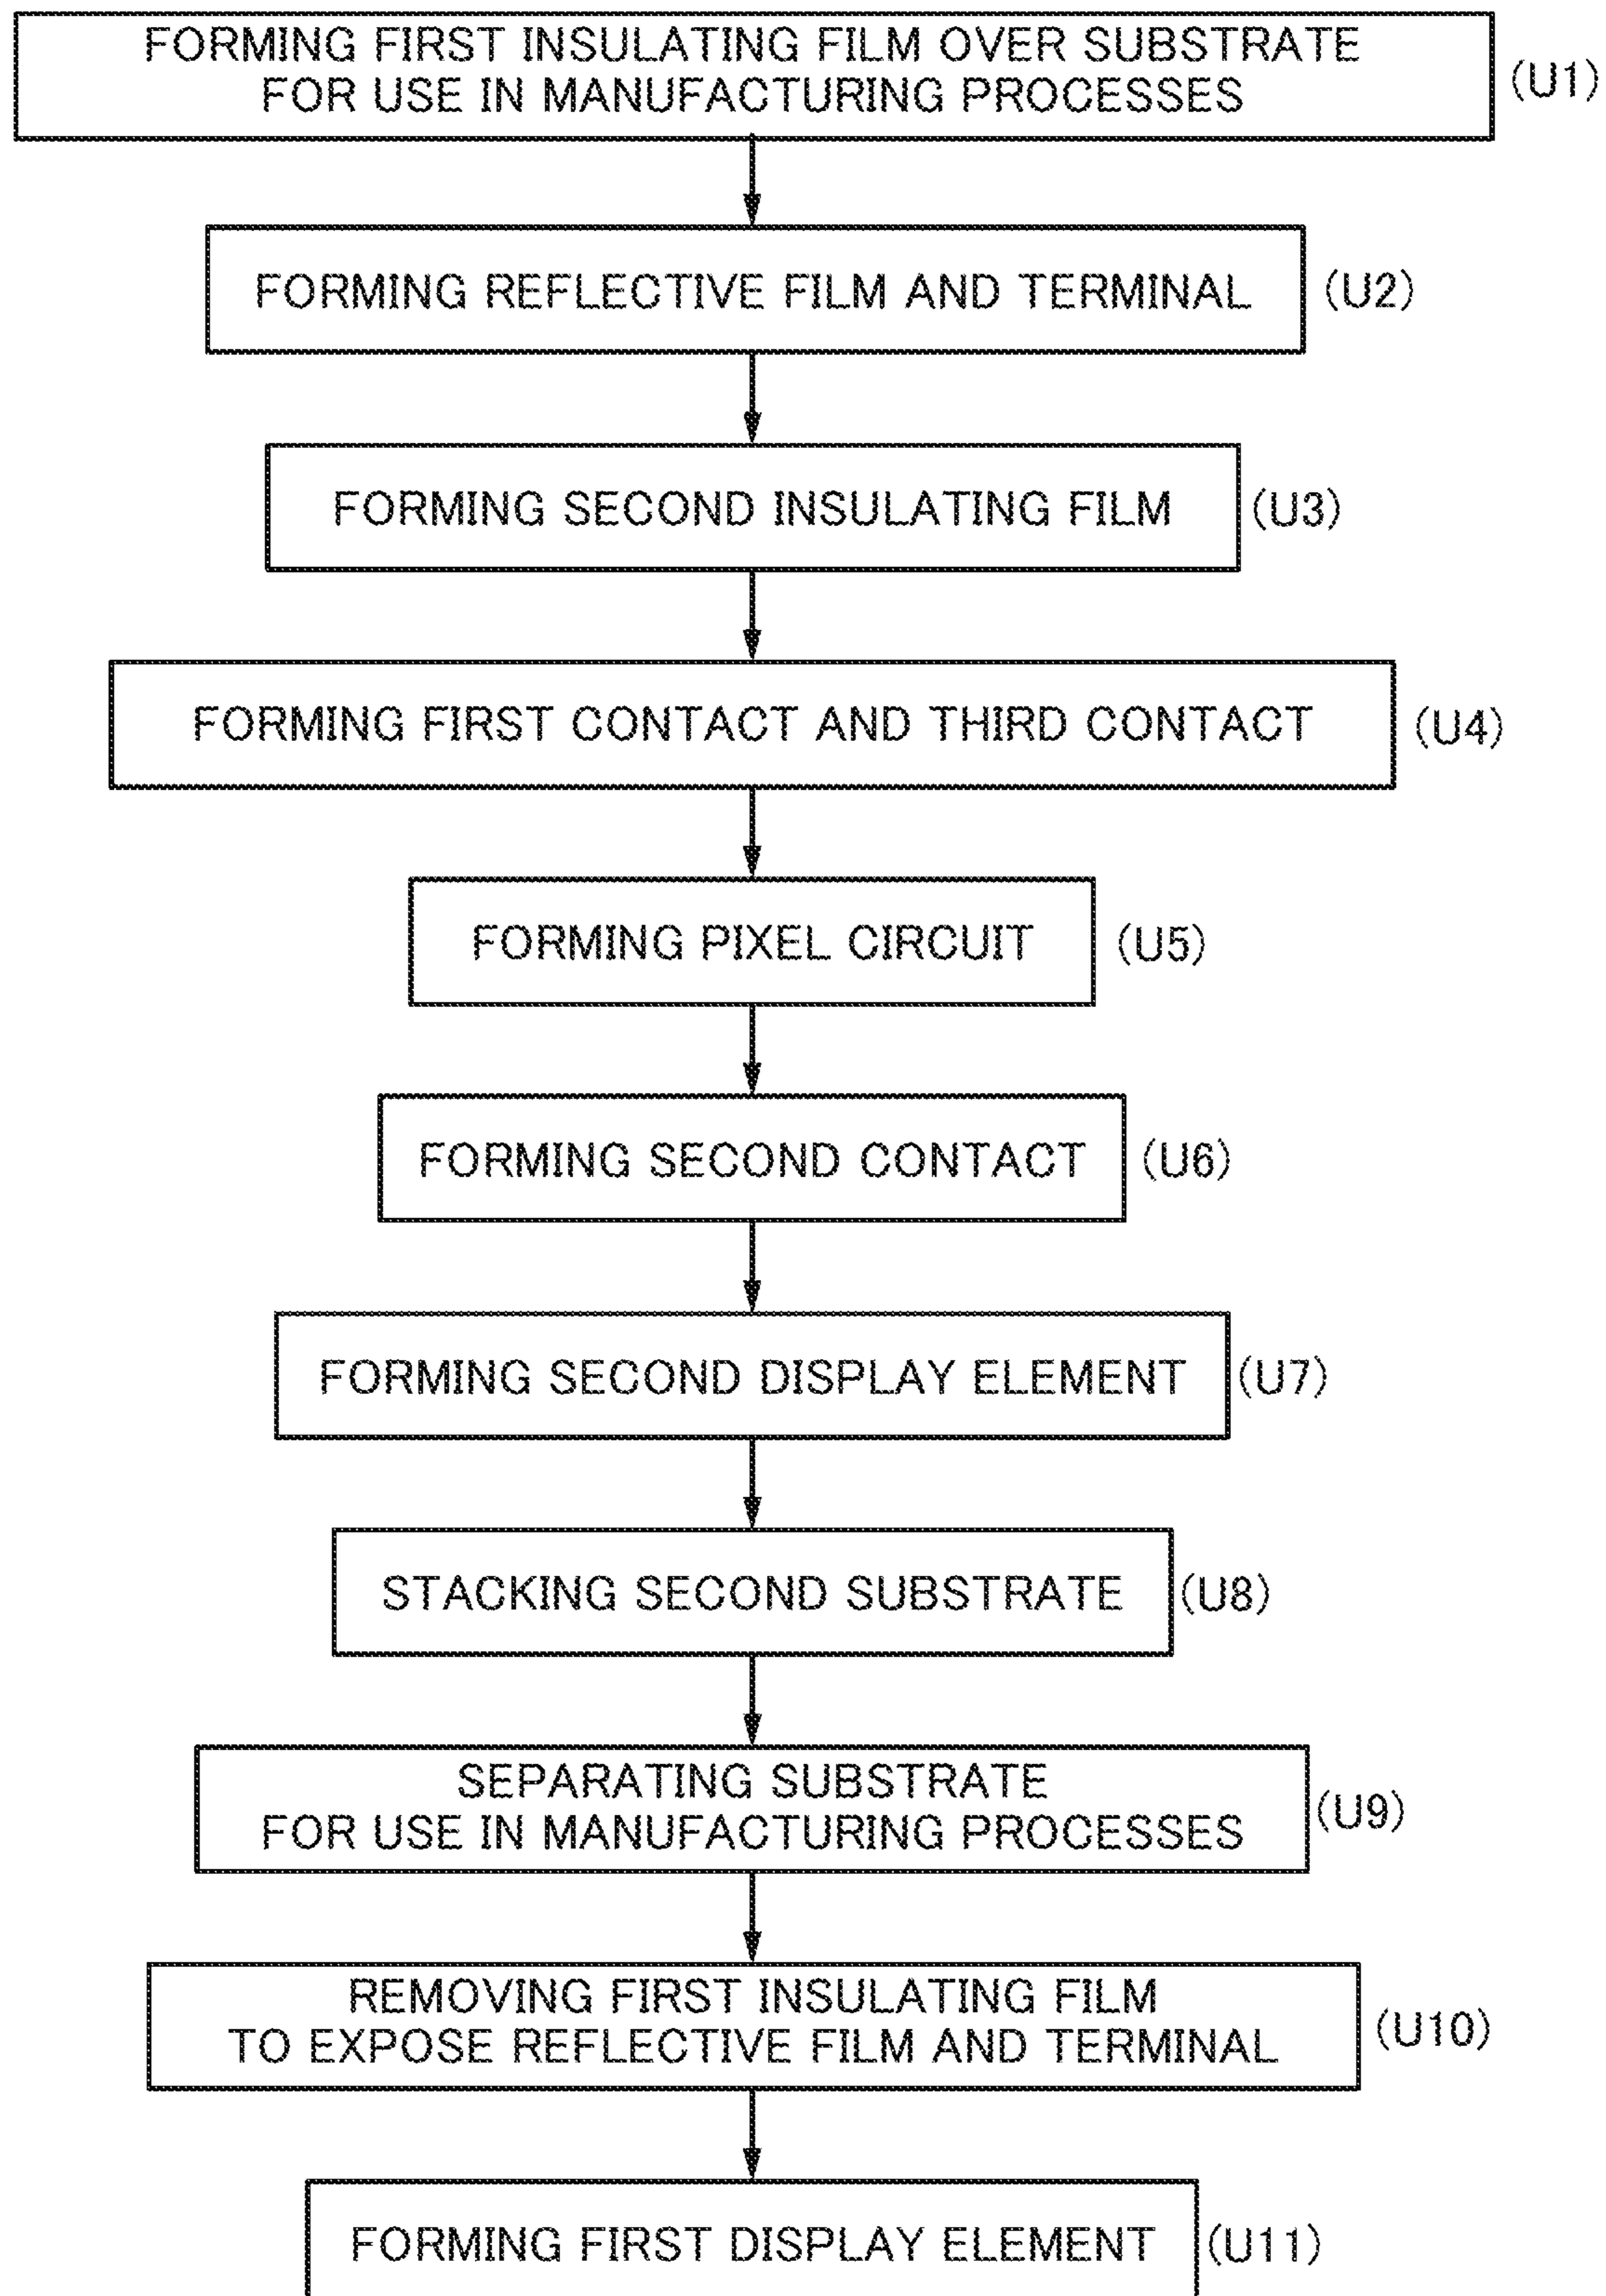 FORMING FIRST INSULATING FILM OVER SUBSTRATE
FOR USE IN MANUFACTURING PROCESSES
(U1)
FORMING REFLECTIVE FILM AND TERMINAL
(U2)
FORMING SECOND INSULATING FILM
(U3)
FORMING FIRST CONTACT AND THIRD CONTACT
(U4)
FORMING PIXEL CIRCUIT
(U5)
FORMING SECOND CONTACT
(U6)
FORMING SECOND DISPLAY ELEMENT
(U7)
STACKING SECOND SUBSTRATE
(U8)
SEPARATING SUBSTRATE
FOR USE IN MANUFACTURING PROCESSES
(U9)
REMOVING FIRST INSULATING FILM
TO EXPOSE REFLECTIVE FILM AND TERMINAL
(U10)
FORMING FIRST DISPLAY ELEMENT
(U11)